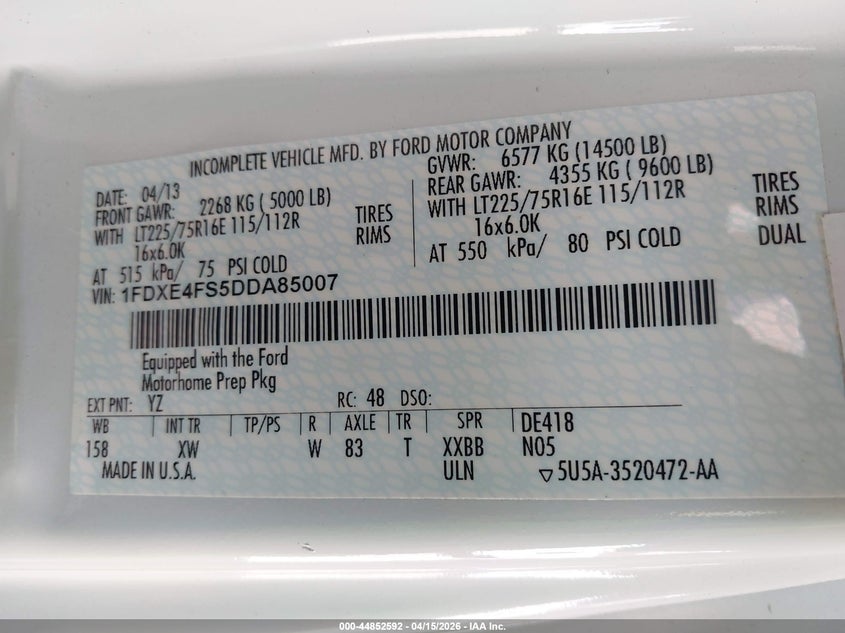 INCOMPLETE VEHICLE MFD. BY FORD MOTOR COMPANY
DATE: 04/13
FRONT GAWR: 2268 KG ( 5000 LB)
WITH LT225/75R16E 115/112R TIRES
16x6.0K RIMS
AT 515 kPa/ 75 PSI COLD
GVWR: 6577 KG (14500 LB)
REAR GAWR: 4355 KG ( 9600 LB)
WITH LT225/75R16E 115/112R TIRES
16x6.0K RIMS
AT 550 kPa/ 80 PSI COLD DUAL
VIN: 1FDXE4FS5DDA85007
Equipped with the Ford
Motorhome Prep Pkg
EXT PNT: YZ RC: 48 DSO:
WB INT TR TP/PS R AXLE TR SPR DE418
158 XW W 83 T XXBB N05
MADE IN U.S.A. ULN ▽5U5A-3520472-AA
000-44852592 - 04/15/2026 - IAA Inc.